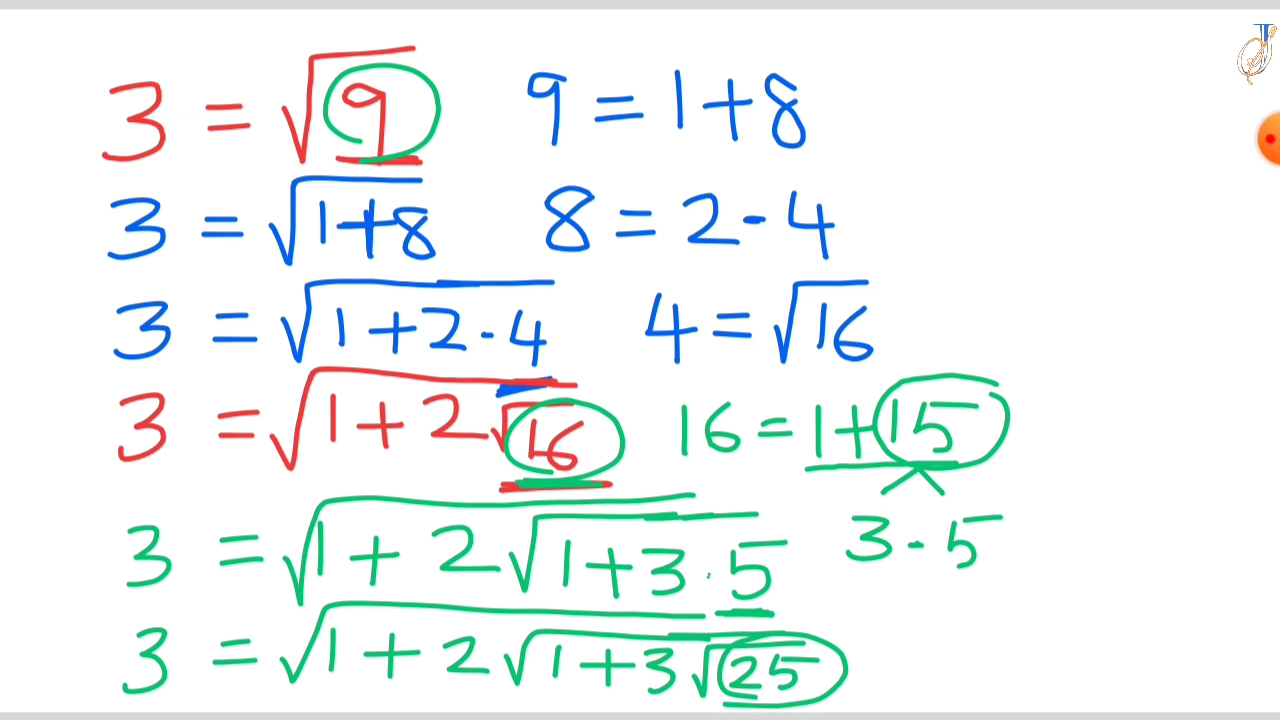 3 = √9 9 = 1 + 8
3 = √(1 + 8) 8 = 2 · 4
3 = √(1 + 2 · 4) 4 = √16
3 = √(1 + 2√16) 16 = 1 + 15
3 = √(1 + 2√(1 + 3 · 5)) 3 · 5
3 = √(1 + 2√(1 + 3√25))